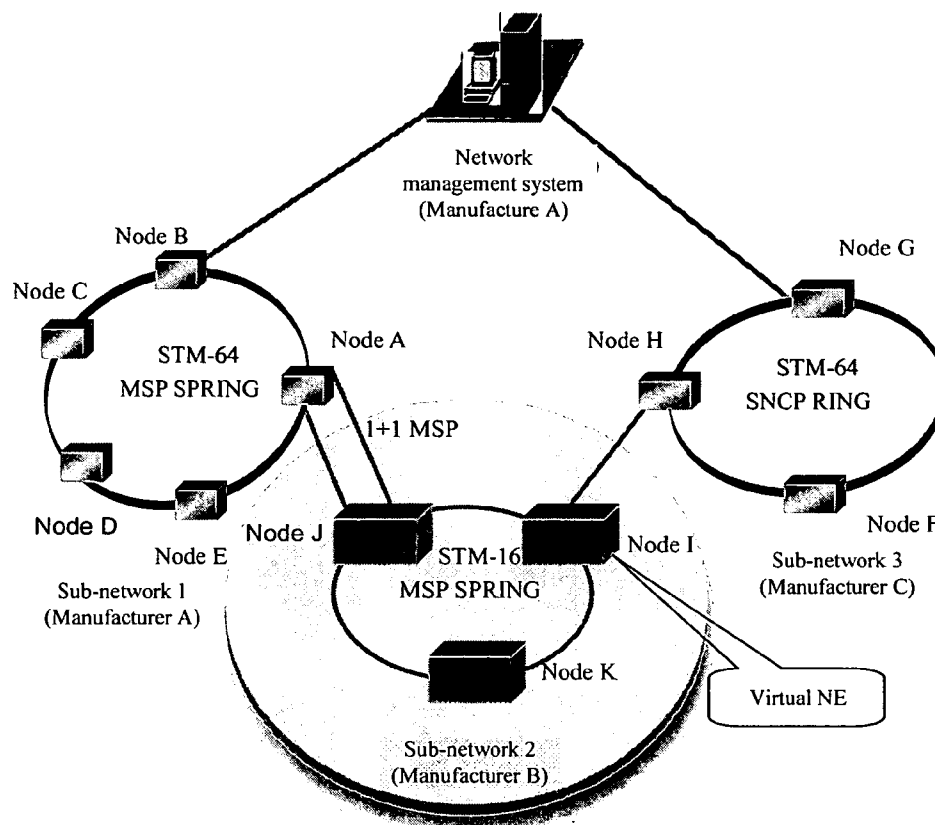 Network
management system
(Manufacture A)
Node B
Node G
Node C
Node A
Node H
STM-64
MSP SPRING
STM-64
SNCP RING
1+1 MSP
Node D
Node J
Node F
Node E
STM-16
MSP SPRING
Node I
Sub-network 1
(Manufacturer A)
Sub-network 3
(Manufacturer C)
Node K
Virtual NE
Sub-network 2
(Manufacturer B)